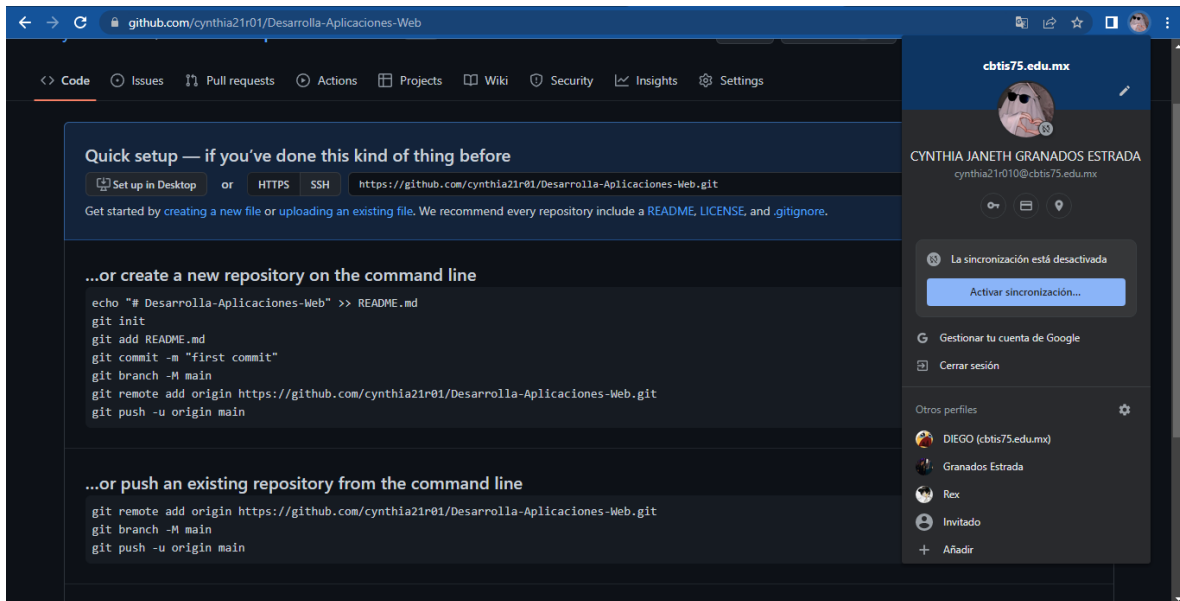 github.com/cynthia21r01/Desarrolla-Aplicaciones-Web
Code Issues Pull requests Actions Projects Wiki Security Insights Settings
Quick setup — if you've done this kind of thing before
Set up in Desktop or HTTPS SSH https://github.com/cynthia21r01/Desarrolla-Aplicaciones-Web.git
Get started by creating a new file or uploading an existing file. We recommend every repository include a README, LICENSE, and .gitignore.
...or create a new repository on the command line
echo "# Desarrolla-Aplicaciones-Web" >> README.md
git init
git add README.md
git commit -m "first commit"
git branch -M main
git remote add origin https://github.com/cynthia21r01/Desarrolla-Aplicaciones-Web.git
git push -u origin main
...or push an existing repository from the command line
git remote add origin https://github.com/cynthia21r01/Desarrolla-Aplicaciones-Web.git
git branch -M main
git push -u origin main
cbtis75.edu.mx
CYNTHIA JANETH GRANADOS ESTRADA
cynthia21r010@cbtis75.edu.mx
La sincronización está desactivada
Activar sincronización...
Gestionar tu cuenta de Google
Cerrar sesión
Otros perfiles
DIEGO (cbtis75.edu.mx)
Granados Estrada
Rex
Invitado
Añadir